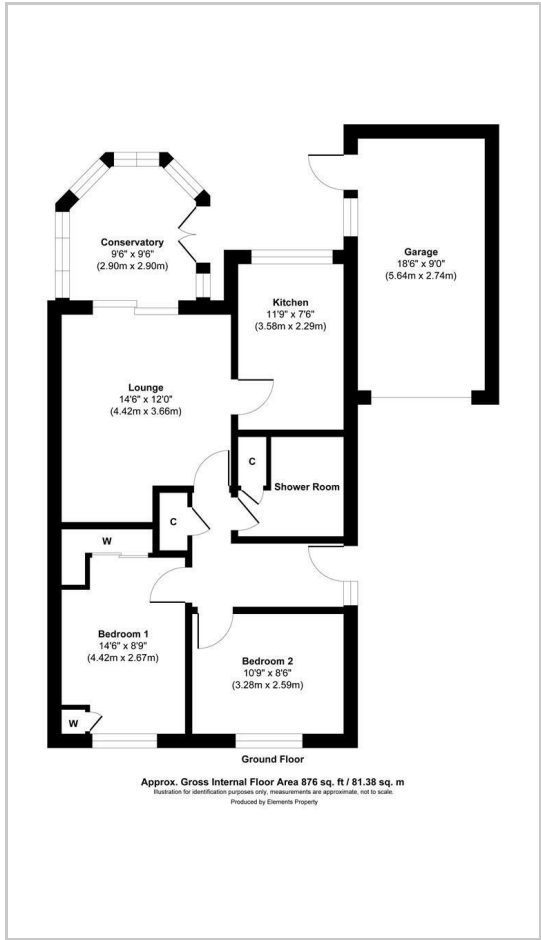 Conservatory
9'6" x 9'6"
(2.90m x 2.90m)
Garage
18'6" x 9'0"
(5.64m x 2.74m)
Kitchen
11'9" x 7'6"
(3.58m x 2.29m)
Lounge
14'6" x 12'0"
(4.42m x 3.66m)
C
Shower Room
C
W
Bedroom 1
14'6" x 8'9"
(4.42m x 2.67m)
Bedroom 2
10'9" x 8'6"
(3.28m x 2.59m)
W
Ground Floor
Approx. Gross Internal Floor Area 876 sq. ft / 81.38 sq. m
Illustration for identification purposes only, measurements are approximate, not to scale.
Produced by Elements Property